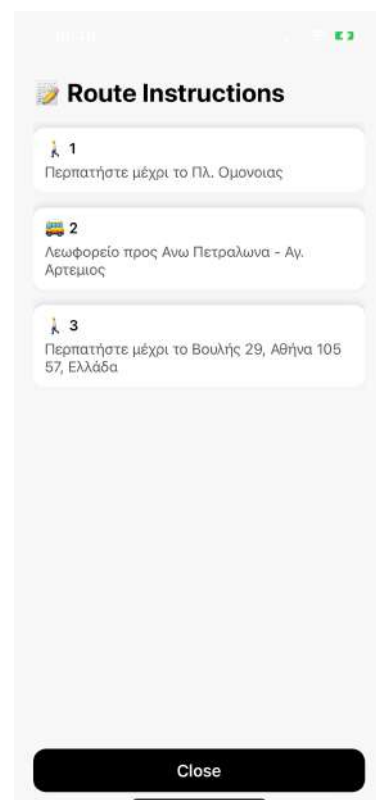 Route Instructions
1
Περπατήστε μέχρι το Πλ. Ομονοιας
2
Λεωφορείο προς Ανω Πετραλωνα - Αγ.
Αρτεμιος
3
Περπατήστε μέχρι το Βουλής 29, Αθήνα 105
57, Ελλάδα
Close